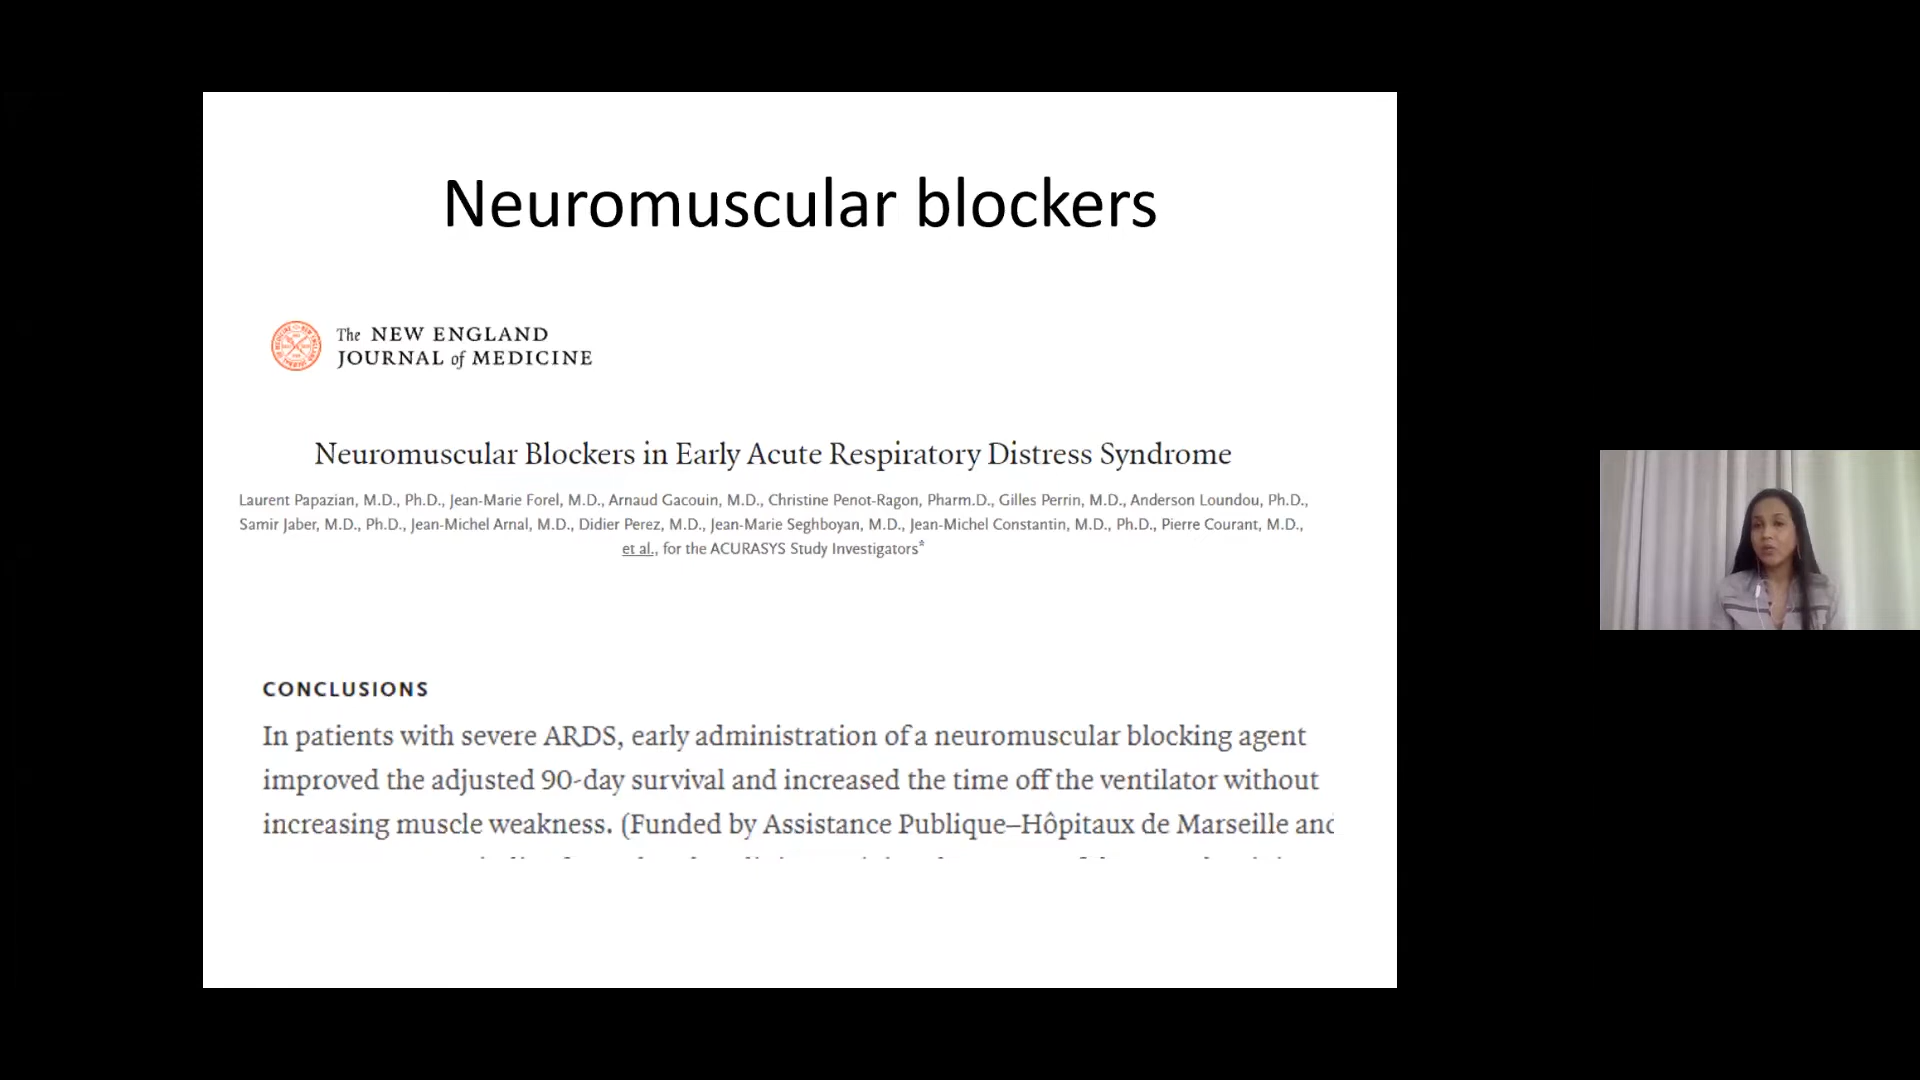 Neuromuscular blockers
The NEW ENGLAND
JOURNAL of MEDICINE
Neuromuscular Blockers in Early Acute Respiratory Distress Syndrome
Laurent Papazian, M.D., Ph.D., Jean-Marie Forel, M.D., Arnaud Gacouin, M.D., Christine Penot-Ragon, Pharm.D., Gilles Perrin, M.D., Anderson Loundou, Ph.D.,
Samir Jaber, M.D., Ph.D., Jean-Michel Arnal, M.D., Didier Perez, M.D., Jean-Marie Seghboyan, M.D., Jean-Michel Constantin, M.D., Ph.D., Pierre Courant, M.D.,
et al., for the ACURASYS Study Investigators*
CONCLUSIONS
In patients with severe ARDS, early administration of a neuromuscular blocking agent
improved the adjusted 90-day survival and increased the time off the ventilator without
increasing muscle weakness. (Funded by Assistance Publique–Hôpitaux de Marseille and